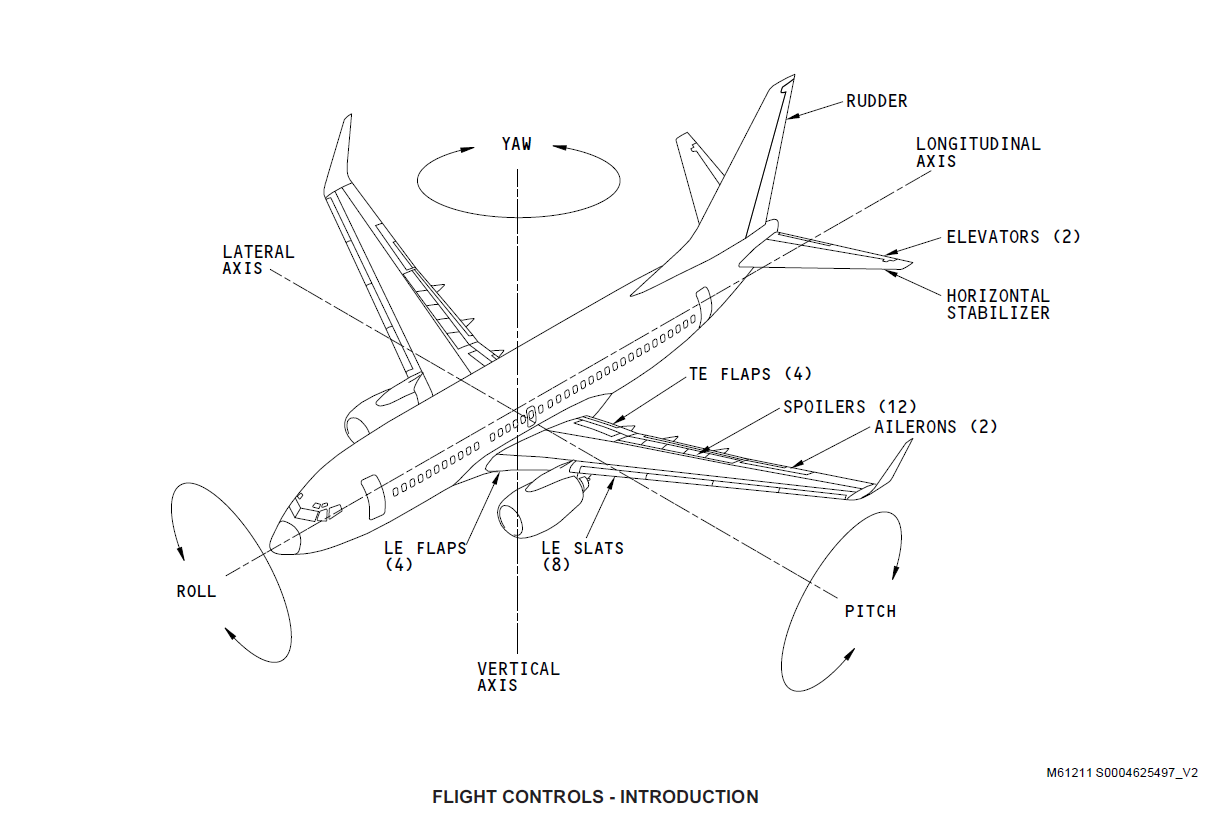 RUDDER
YAW
LONGITUDINAL
AXIS
LATERAL
AXIS
ELEVATORS (2)
HORIZONTAL
STABILIZER
TE FLAPS (4)
SPOILERS (12)
AILERONS (2)
LE FLAPS
(4)
LE SLATS
(8)
ROLL
PITCH
VERTICAL
AXIS
M61211 S0004625497_V2
FLIGHT CONTROLS - INTRODUCTION